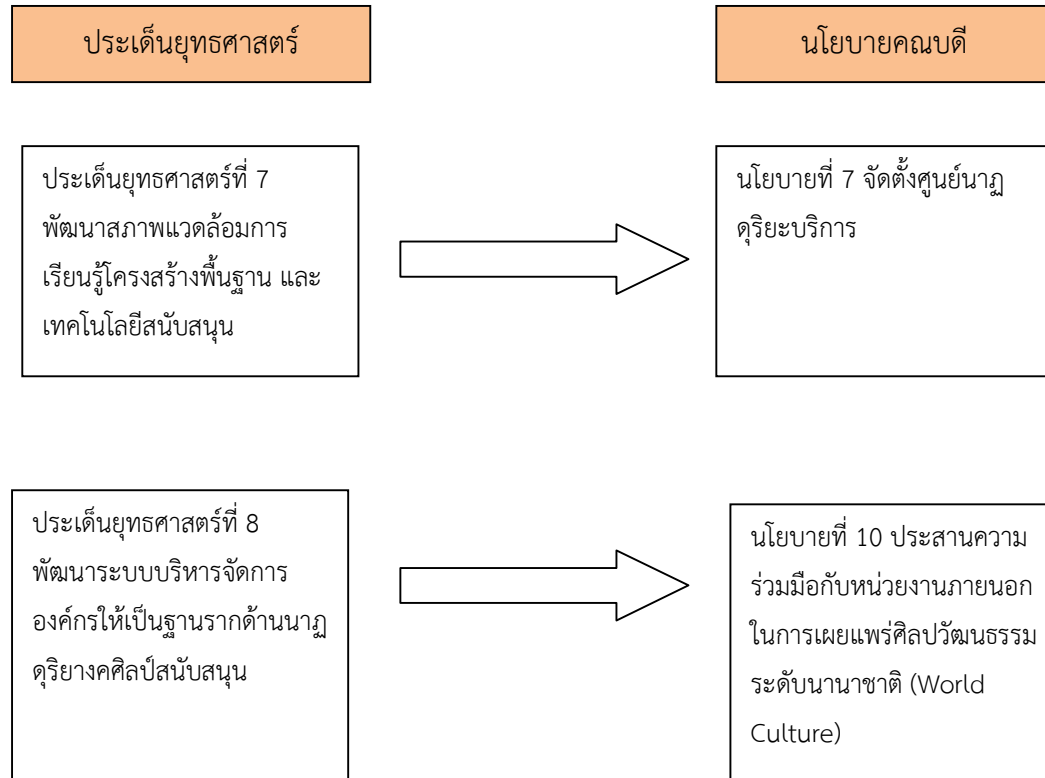 ประเด็นยุทธศาสตร์
นโยบายคณบดี
ประเด็นยุทธศาสตร์ที่ 7
พัฒนาสภาพแวดล้อมการ
เรียนรู้โครงสร้างพื้นฐาน และ
เทคโนโลยีสนับสนุน
นโยบายที่ 7 จัดตั้งศูนย์นาฏ
ดุริยะบริการ
ประเด็นยุทธศาสตร์ที่ 8
พัฒนาระบบบริหารจัดการ
องค์กรให้เป็นฐานรากด้านนาฏ
ดุริยางคศิลป์สนับสนุน
นโยบายที่ 10 ประสานความ
ร่วมมือกับหน่วยงานภายนอก
ในการเผยแพร่ศิลปวัฒนธรรม
ระดับนานาชาติ (World
Culture)